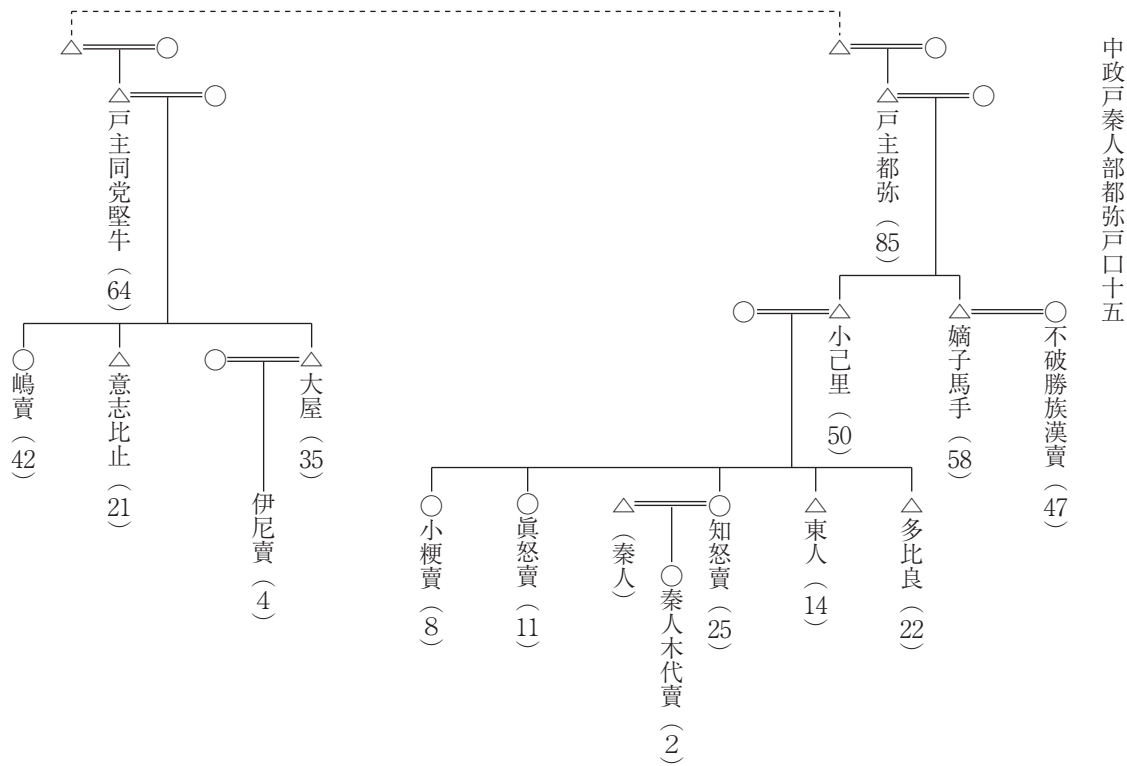 中政戸秦人部都弥戸口十五
戸主都弥（85）
不破勝族漢賣（47）
嫡子馬手（58）
小己里（50）
多比良（22）
東人（14）
知怒賣（25）
（秦人）
秦人木代賣（2）
眞怒賣（11）
小粳賣（8）
戸主同党堅牛（64）
大屋（35）
伊尼賣（4）
意志比止（21）
嶋賣（42）